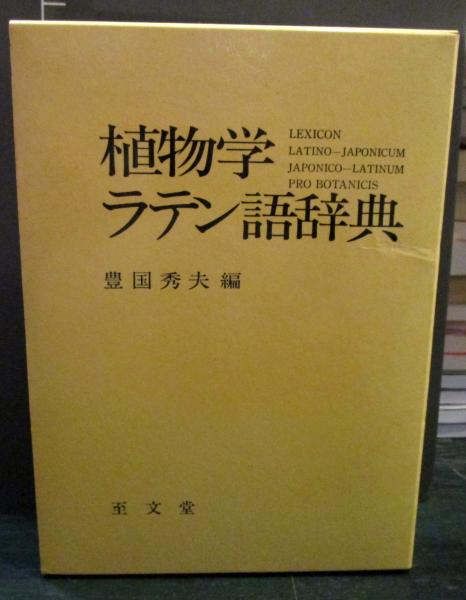 植物学
LEXICON
LATINO—JAPONICUM
JAPONICO—LATINUM
PRO BOTANICIS
ラテン語辞典
豊国秀夫 編
至文堂